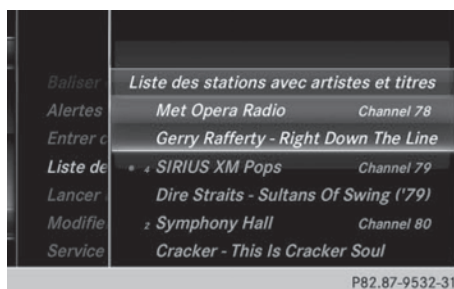 Liste des stations avec artistes et titres
Baliser
Alertes
Entrer
Liste de
Lancer
Modifie
Service
Met Opera Radio Channel 78
Gerry Rafferty - Right Down The Line
* 4 SIRIUS XM Pops Channel 79
Dire Straits - Sultans Of Swing ('79)
2 Symphony Hall Channel 80
Cracker - This Is Cracker Soul
P82.87-9532-31